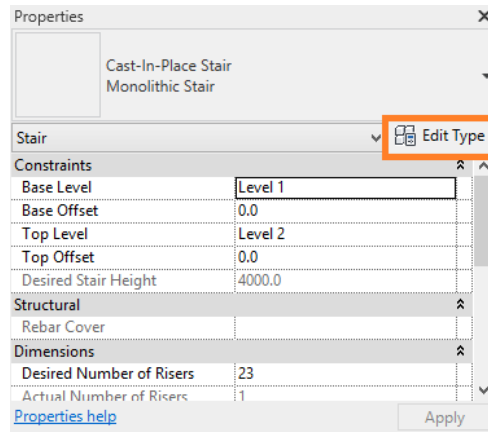 Properties
Cast-In-Place Stair
Monolithic Stair
Stair Edit Type
Constraints
Base Level Level 1
Base Offset 0.0
Top Level Level 2
Top Offset 0.0
Desired Stair Height 4000.0
Structural
Rebar Cover
Dimensions
Desired Number of Risers 23
Actual Number of Risers 1
Properties help Apply